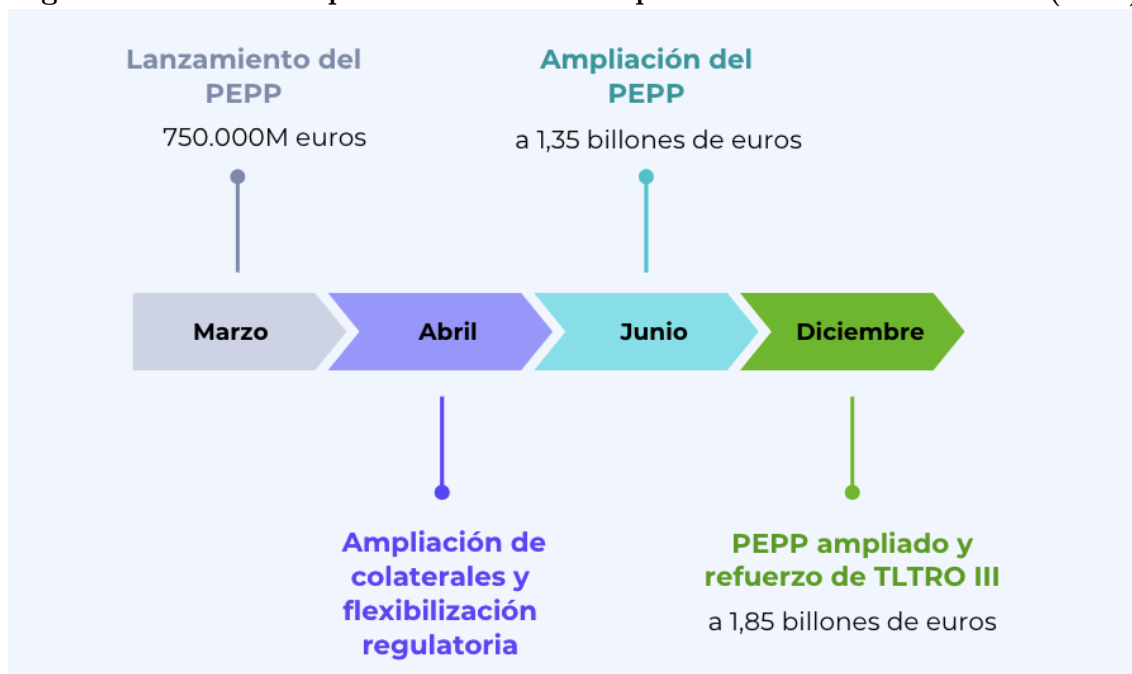 Lanzamiento del
PEPP
750.000M euros
Ampliación del
PEPP
a 1,35 billones de euros
Marzo
Abril
Junio
Diciembre
Ampliación de
colaterales y
flexibilización
regulatoria
PEPP ampliado y
refuerzo de TLTRO III
a 1,85 billones de euros